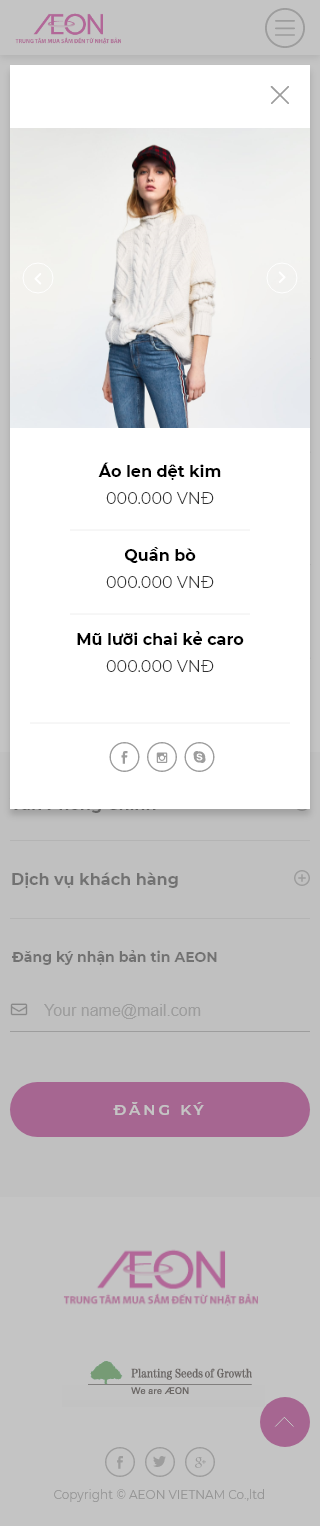 ÆON
TRUNG TÂM MUA SẮM ĐẾN TỪ NHẬT BẢN
Áo len dệt kim
000.000 VNĐ
Quần bò
000.000 VNĐ
Mũ lưỡi chai kẻ caro
000.000 VNĐ
Dịch vụ khách hàng
Đăng ký nhận bản tin AEON
Your name@mail.com
ĐĂNG KÝ
ÆON
TRUNG TÂM MUA SẮM ĐẾN TỪ NHẬT BẢN
Planting Seeds of Growth
We are ÆON
Copyright © AEON VIETNAM Co.,ltd